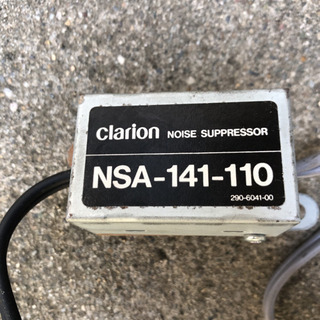 clarion NOISE SUPPRESSOR
NSA-141-110
290-6041-00